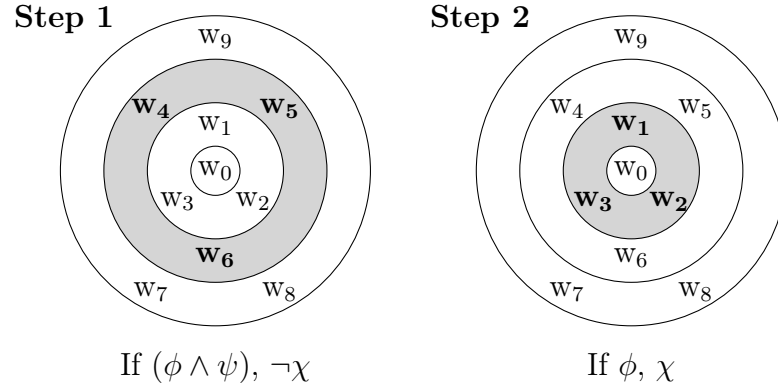 Step 1
w₉
w₄ w₅
w₁
w₀
w₃ w₂
w₆
w₇ w₈
If (ϕ ∧ ψ), ¬χ
Step 2
w₉
w₄ w₅
w₁
w₀
w₃ w₂
w₆
w₇ w₈
If ϕ, χ